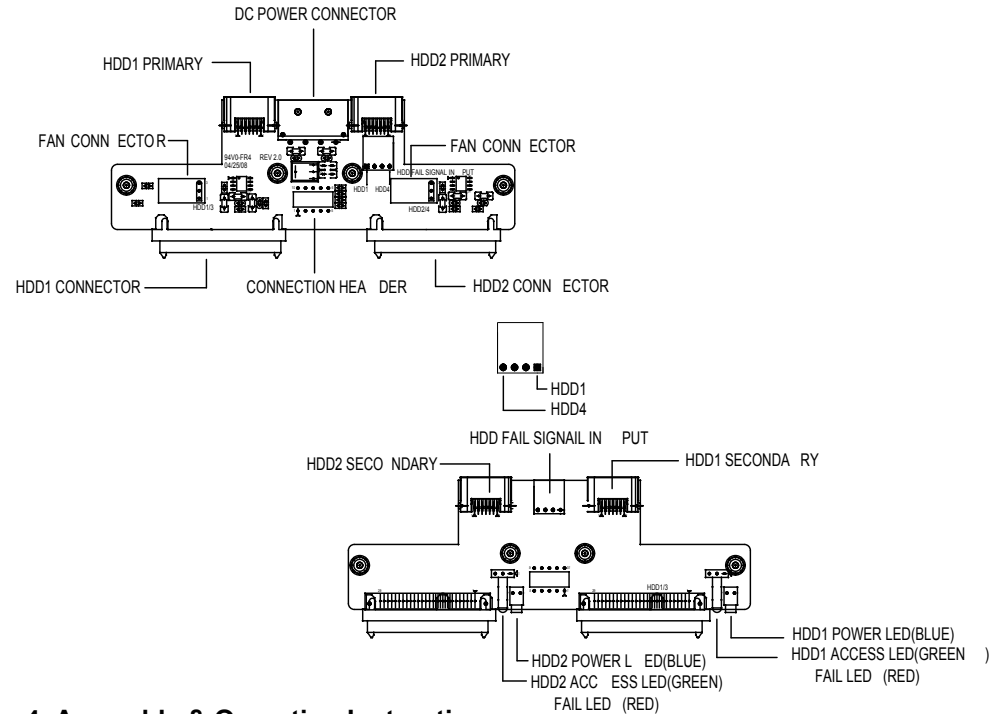 DC POWER CONNECTOR
HDD1 PRIMARY
HDD2 PRIMARY
FAN CONN ECTOR
FAN CONN ECTOR
94V0-FR4 REV 2.0
04/25/08
HDD FAIL SIGNAL IN PUT
HDD1 HDD4
HDD1/3
HDD2/4
HDD1 CONNECTOR
CONNECTION HEA DER
HDD2 CONN ECTOR
HDD1
HDD4
HDD FAIL SIGNAIL IN PUT
HDD2 SECO NDARY
HDD1 SECONDA RY
HDD1/3
HDD1 POWER LED(BLUE)
HDD1 ACCESS LED(GREEN )
FAIL LED (RED)
HDD2 POWER L ED(BLUE)
HDD2 ACC ESS LED(GREEN)
FAIL LED (RED)